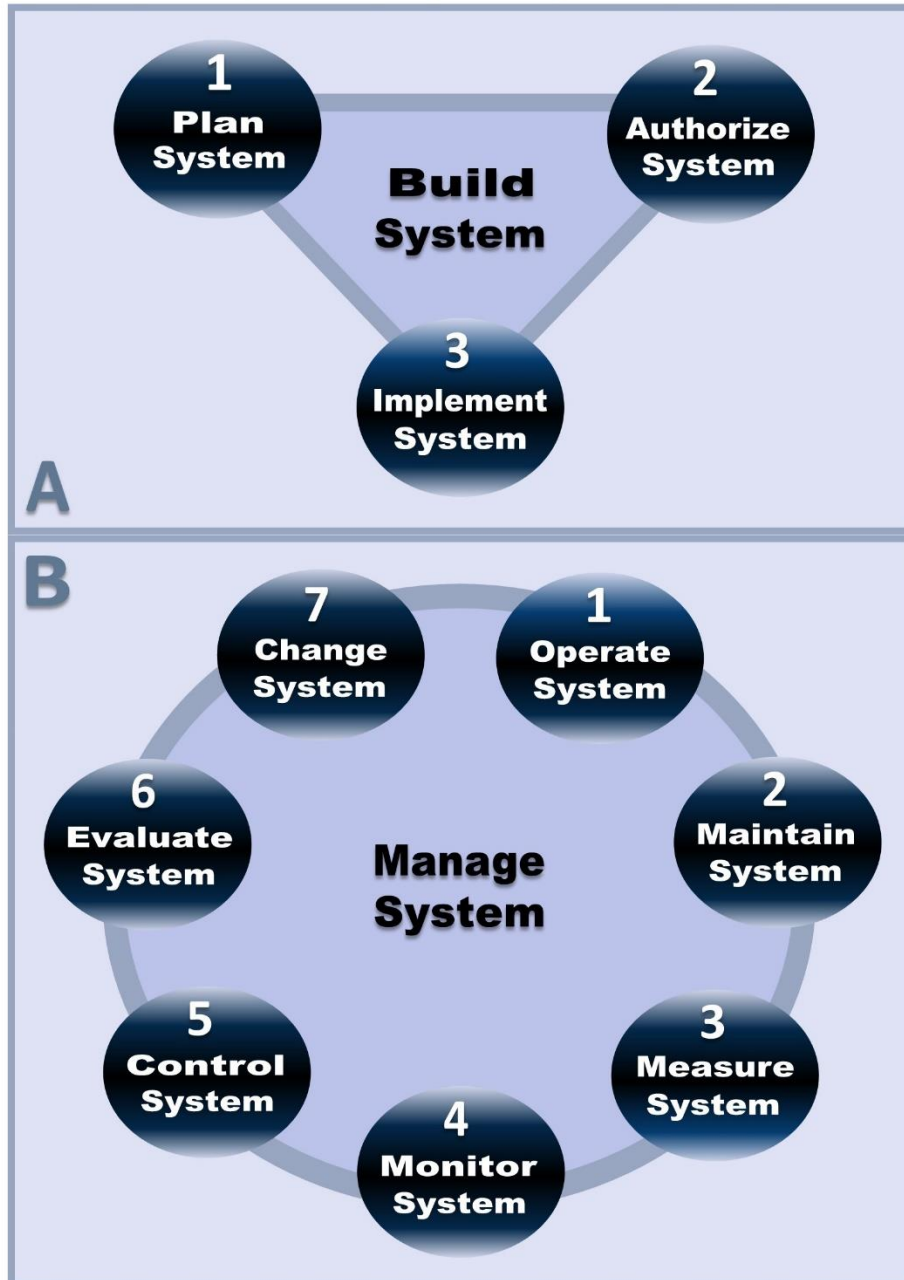 1
Plan
System
2
Authorize
System
Build
System
3
Implement
System
A
B
7
Change
System
1
Operate
System
6
Evaluate
System
2
Maintain
System
Manage
System
5
Control
System
3
Measure
System
4
Monitor
System